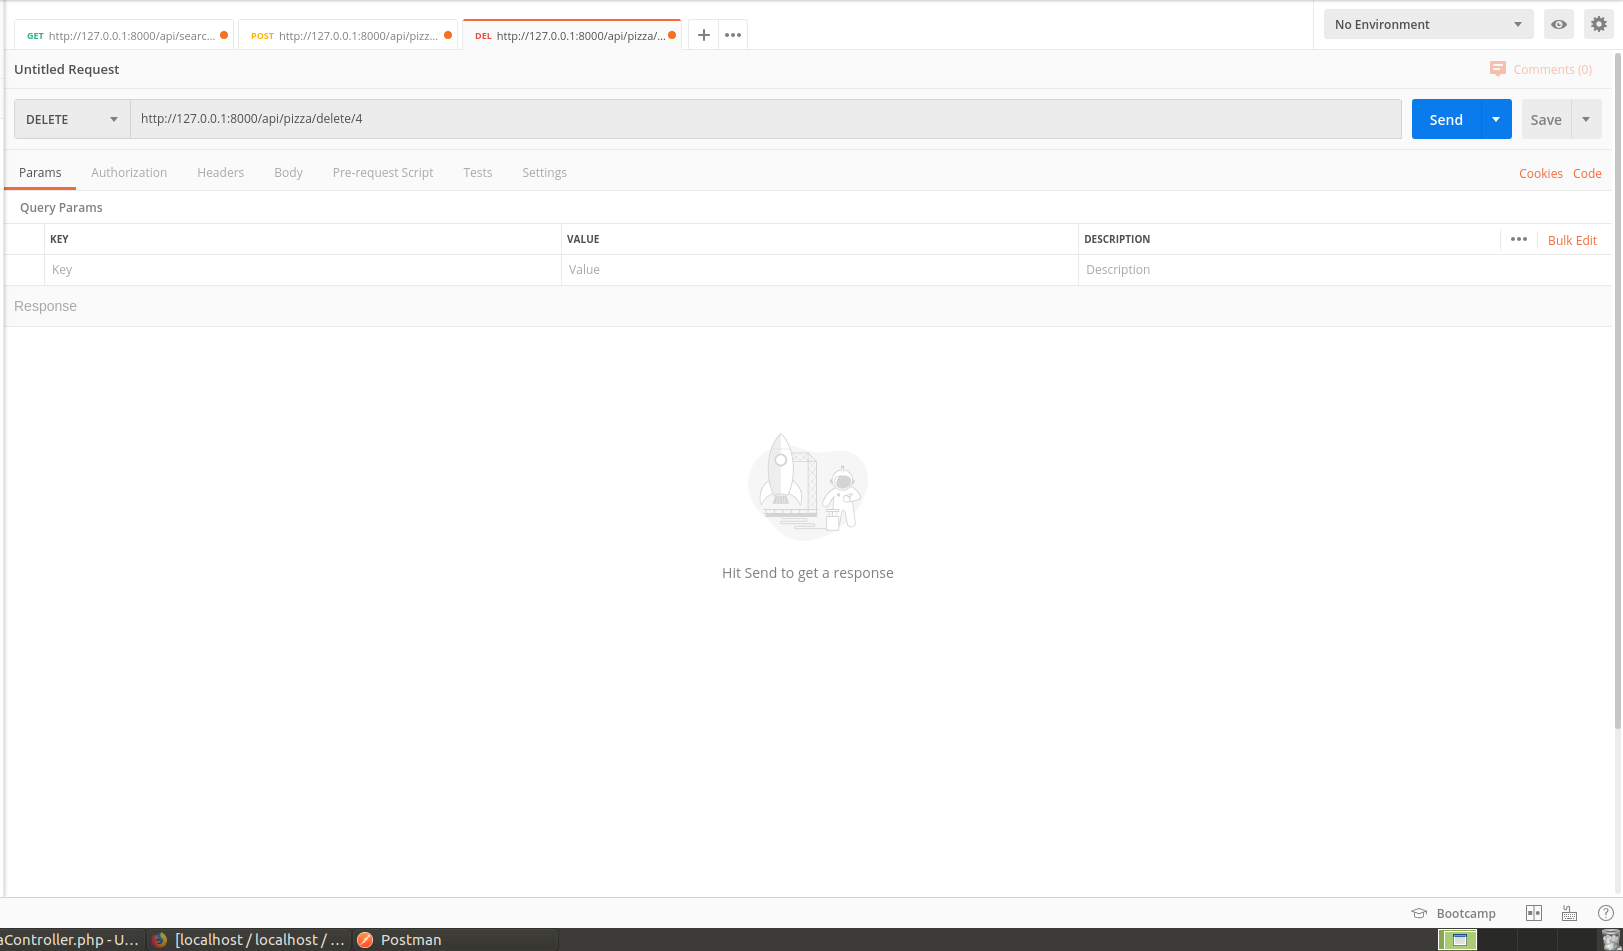 GET http://127.0.0.1:8000/api/searc...
POST http://127.0.0.1:8000/api/pizz...
DEL http://127.0.0.1:8000/api/pizza/...
No Environment
Untitled Request
Comments (0)
DELETE
http://127.0.0.1:8000/api/pizza/delete/4
Send
Save
Params Authorization Headers Body Pre-request Script Tests Settings
Cookies Code
Query Params
KEY VALUE DESCRIPTION
Bulk Edit
Key Value Description
Response
Hit Send to get a response
Bootcamp
aController.php - U...
[localhost / localhost / ...
Postman